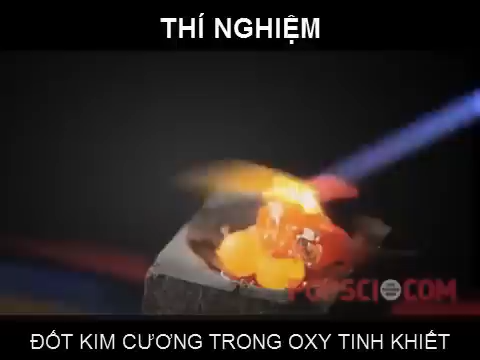 THÍ NGHIỆM
POPSCI.COM
ĐỐT KIM CƯƠNG TRONG OXY TINH KHIẾT